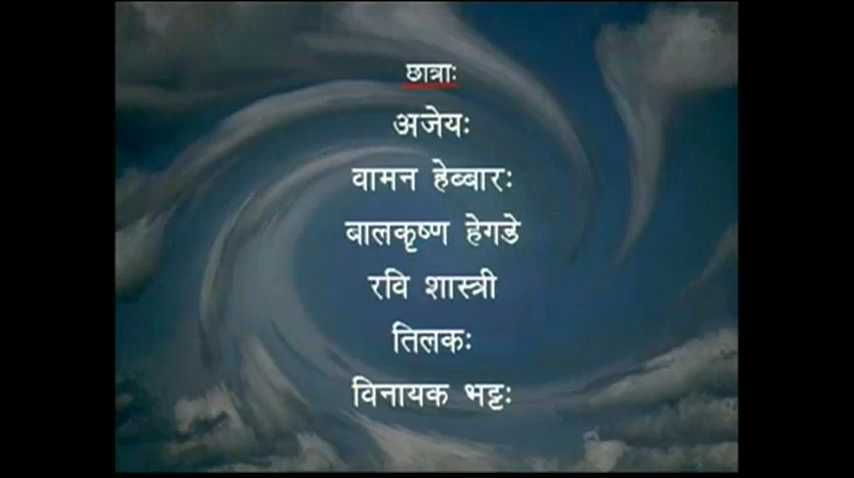 छात्राः
अजेयः
वामन हेब्बारः
बालकृष्ण हेगडे
रवि शास्त्री
तिलकः
विनायक भट्टः